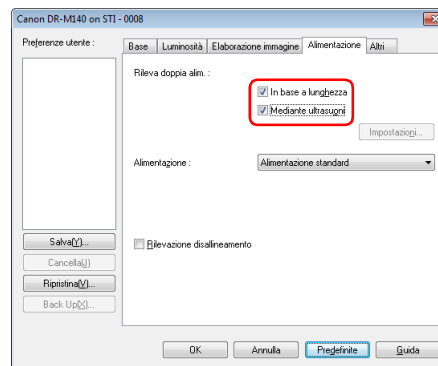 Canon DR-M140 on STI - 0008
Preferenze utente :
Base Luminosità Elaborazione immagine Alimentazione Altri
Rileva doppia alim. :
In base a lunghezza
Mediante ultrasuoni
Impostazioni...
Alimentazione : Alimentazione standard
Salva(Y)...
Rilevazione disallineamento
Cancella(J)
Ripristina(V)...
Back Up(X)...
OK Annulla Predefinite Guida